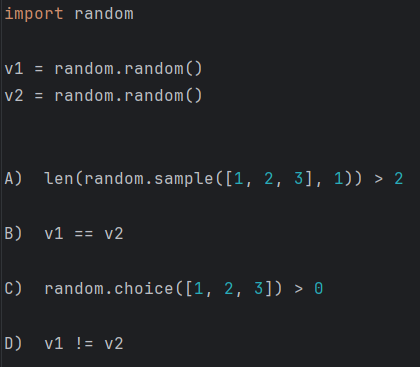 import random
v1 = random.random()
v2 = random.random()
A)  len(random.sample([1, 2, 3], 1)) > 2
B)  v1 == v2
C)  random.choice([1, 2, 3]) > 0
D)  v1 != v2